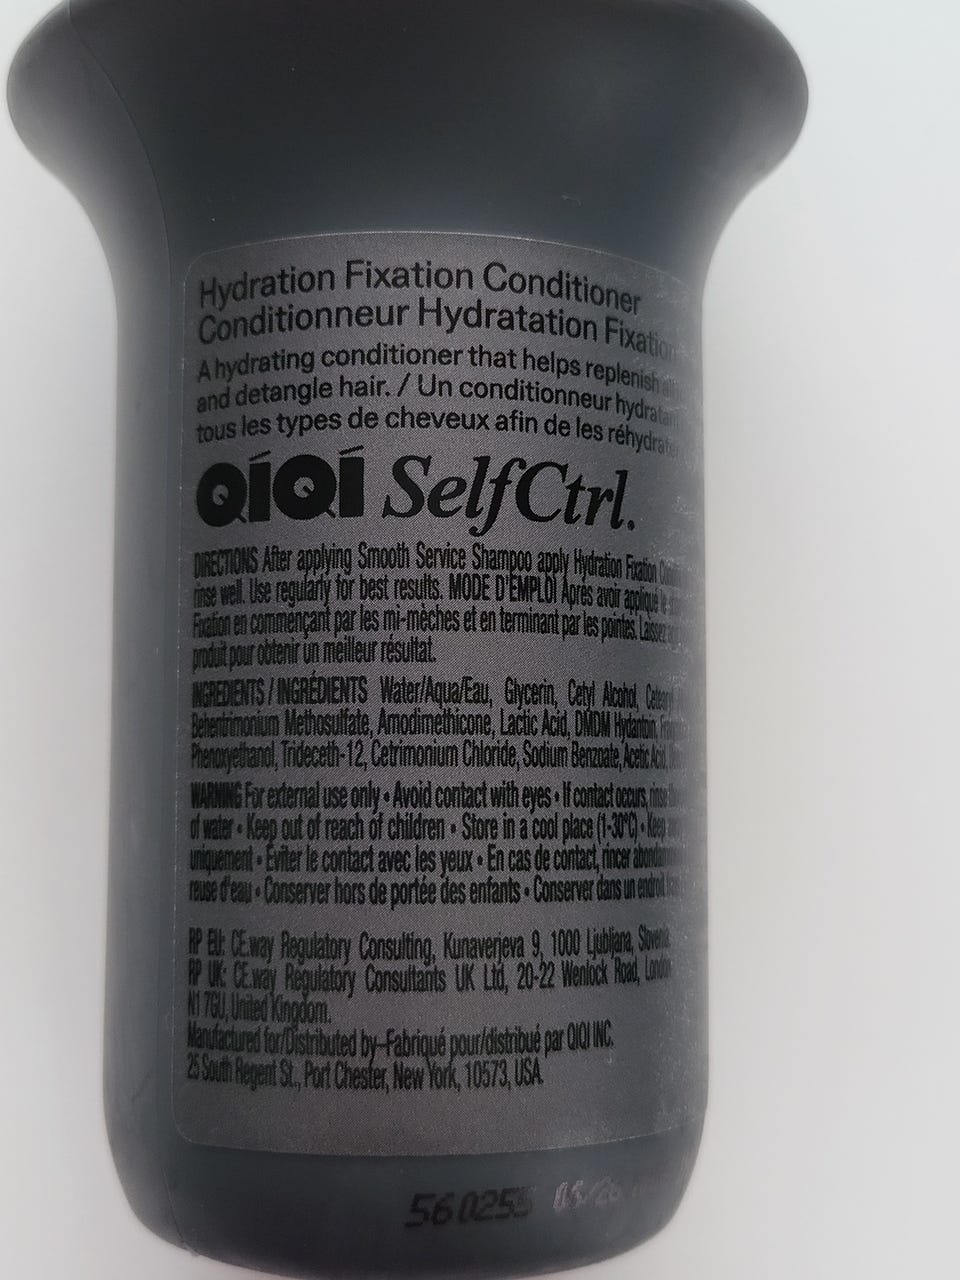 Hydration Fixation Conditioner
Conditionneur Hydratation Fixation
A hydrating conditioner that helps replenish
and detangle hair. / Un conditionneur hydratant
tous les types de cheveux afin de les réhydrater
QÍQÍ SelfCtrl.
DIRECTIONS After applying Smooth Service Shampoo apply Hydration Fixation
rinse well. Use regularly for best results. MODE D'EMPLOI Après avoir appliqué le
Fixation en commençant par les mi-mèches et en terminant par les pointes. Laissez
produit pour obtenir un meilleur résultat.
INGREDIENTS / INGRÉDIENTS Water/Aqua/Eau, Glycerin, Cetyl Alcohol,
Behentrimonium Methosulfate, Amodimethicone, Lactic Acid, DMDM Hydantoin,
Phenoxyethanol, Trideceth-12, Cetrimonium Chloride, Sodium Benzoate, Acetic Acid,
WARNING For external use only • Avoid contact with eyes • If contact occurs, rinse
of water • Keep out of reach of children • Store in a cool place (1-30°C) • Keep
uniquement • Éviter le contact avec les yeux • En cas de contact, rincer
reuse d'eau • Conserver hors de portée des enfants • Conserver dans un endroit
RP EU: CE.way Regulatory Consulting, Kunaverjeva 9, 1000 Ljubljana, Slovenia
RP UK: CE.way Regulatory Consultants UK Ltd, 20-22 Wenlock Road, London
N1 7GU, United Kingdom.
Manufactured for/Distributed by–Fabriqué pour/distribué par QIQI INC.
25 South Regent St., Port Chester, New York, 10573, USA
560255 05/26